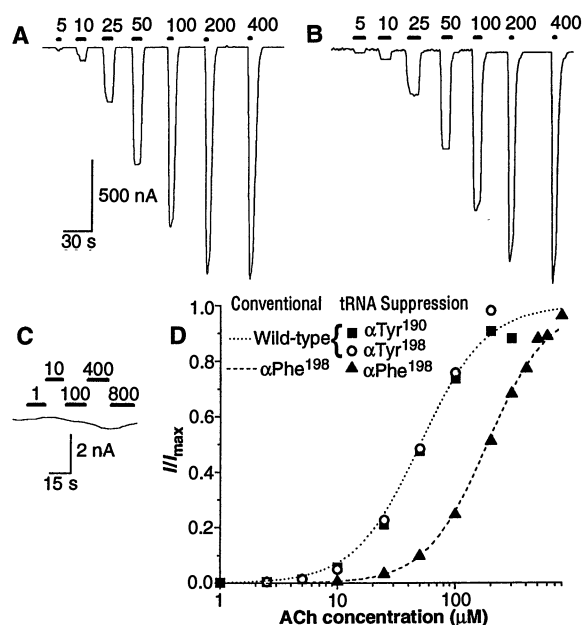 A
5 10 25 50 100 200 400
500 nA
30 s
B
5 10 25 50 100 200 400
C
10 400
1 100 800
2 nA
15 s
D
Conventional tRNA Suppression
Wild-type { αTyr190
αTyr198
αPhe198 αPhe198
I/Imax
1.0
0.8
0.6
0.4
0.2
0.0
1 10 100
ACh concentration (μM)